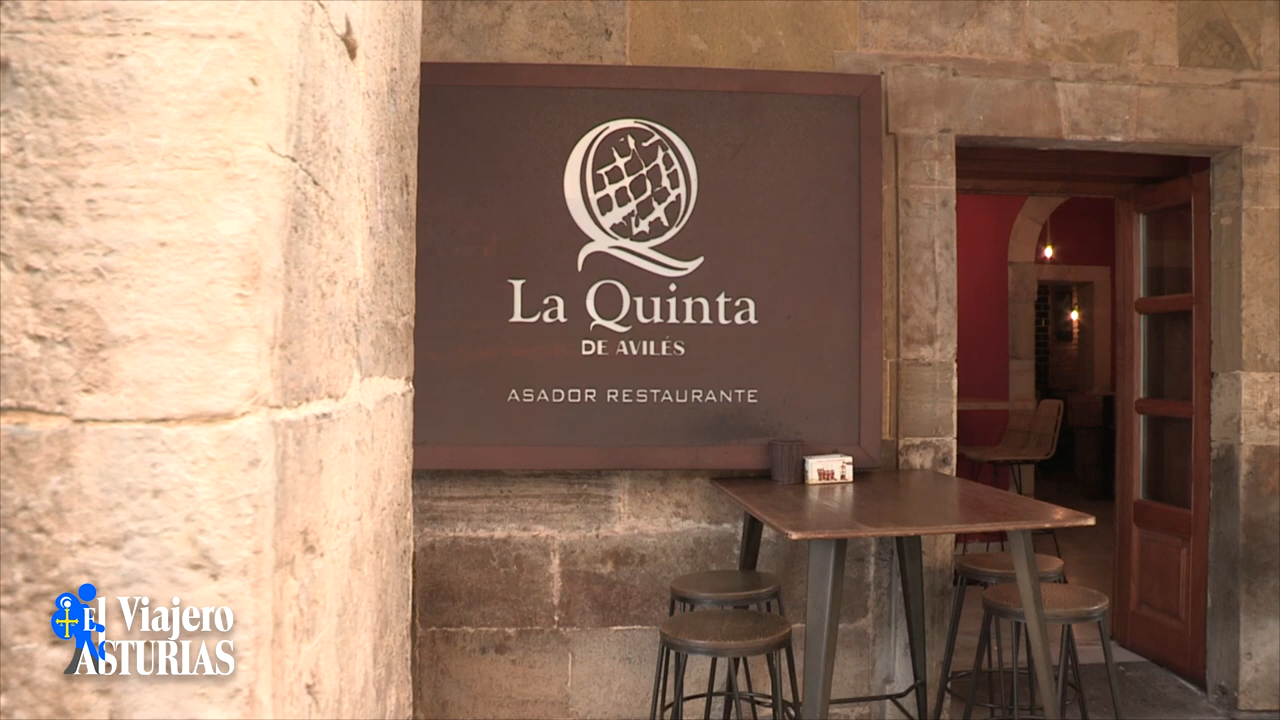 La Quinta
DE AVILÉS
ASADOR RESTAURANTE
El Viajero
ASTURIAS